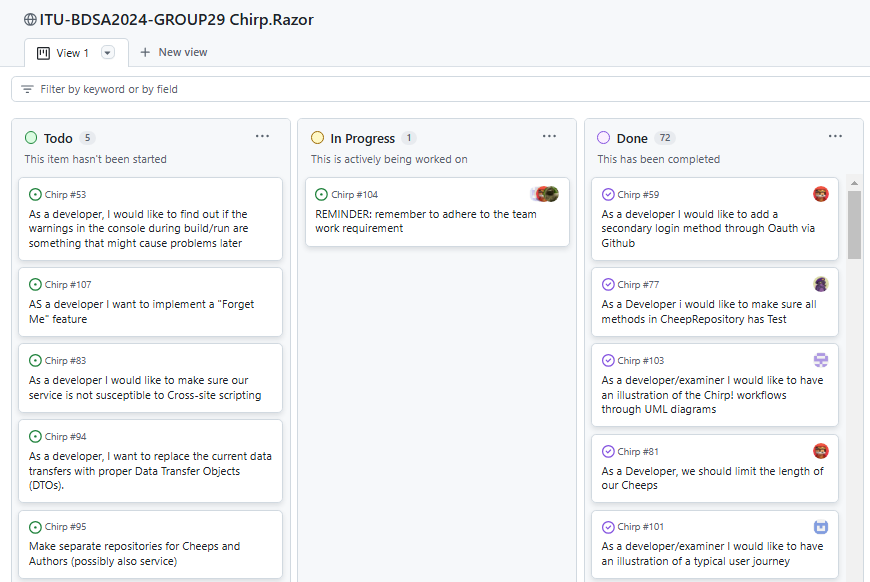 ITU-BDSA2024-GROUP29 Chirp.Razor
View 1
New view
Filter by keyword or by field
Todo 5
This item hasn't been started
Chirp #53
As a developer, I would like to find out if the
warnings in the console during build/run are
something that might cause problems later
Chirp #107
AS a developer I want to implement a "Forget
Me" feature
Chirp #83
As a developer I would like to make sure our
service is not susceptible to Cross-site scripting
Chirp #94
As a developer, I want to replace the current data
transfers with proper Data Transfer Objects
(DTOs).
Chirp #95
Make separate repositories for Cheeps and
Authors (possibly also service)
In Progress 1
This is actively being worked on
Chirp #104
REMINDER: remember to adhere to the team
work requirement
Done 72
This has been completed
Chirp #59
As a developer I would like to add a
secondary login method through Oauth via
Github
Chirp #77
As a Developer i would like to make sure all
methods in CheepRepository has Test
Chirp #103
As a developer/examiner I would like to have
an illustration of the Chirp! workflows
through UML diagrams
Chirp #81
As a Developer, we should limit the length of
our Cheeps
Chirp #101
As a developer/examiner I would like to have
an illustration of a typical user journey